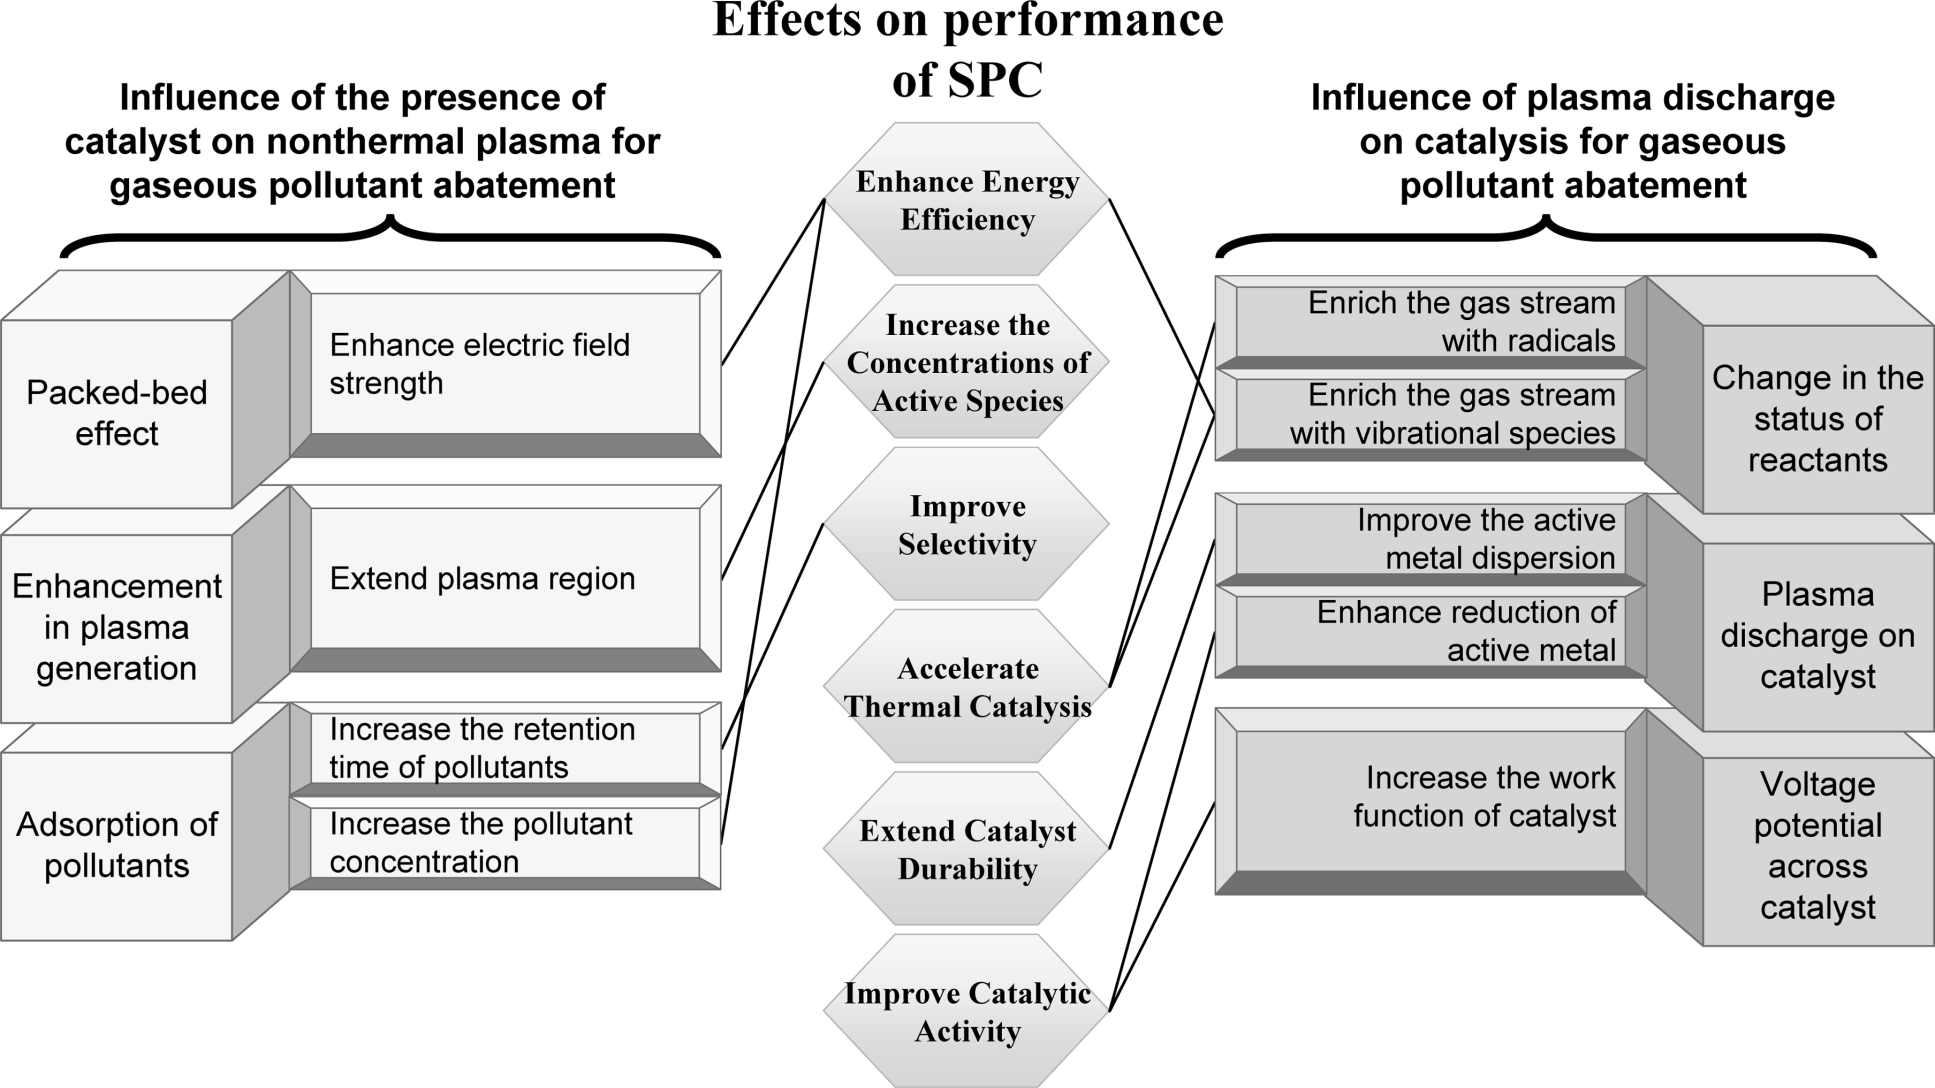 Effects on performance
of SPC
Influence of the presence of
catalyst on nonthermal plasma for
gaseous pollutant abatement
Packed-bed
effect
Enhance electric field
strength
Enhancement
in plasma
generation
Extend plasma region
Adsorption of
pollutants
Increase the retention
time of pollutants
Increase the pollutant
concentration
Enhance Energy
Efficiency
Increase the
Concentrations of
Active Species
Improve
Selectivity
Accelerate
Thermal Catalysis
Extend Catalyst
Durability
Improve Catalytic
Activity
Influence of plasma discharge
on catalysis for gaseous
pollutant abatement
Enrich the gas stream
with radicals
Enrich the gas stream
with vibrational species
Change in the
status of
reactants
Improve the active
metal dispersion
Enhance reduction of
active metal
Plasma
discharge on
catalyst
Increase the work
function of catalyst
Voltage
potential
across
catalyst